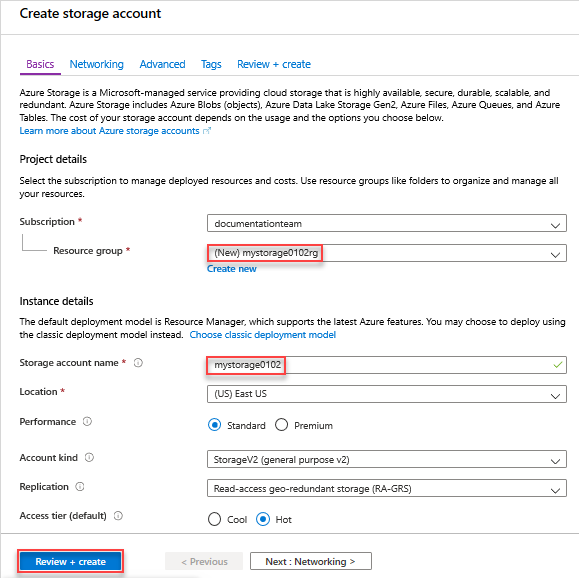 Create storage account
Basics Networking Advanced Tags Review + create
Azure Storage is a Microsoft-managed service providing cloud storage that is highly available, secure, durable, scalable, and
redundant. Azure Storage includes Azure Blobs (objects), Azure Data Lake Storage Gen2, Azure Files, Azure Queues, and Azure
Tables. The cost of your storage account depends on the usage and the options you choose below.
Learn more about Azure storage accounts
Project details
Select the subscription to manage deployed resources and costs. Use resource groups like folders to organize and manage all
your resources.
Subscription * documentationteam
Resource group * (New) mystorage0102rg
Create new
Instance details
The default deployment model is Resource Manager, which supports the latest Azure features. You may choose to deploy using
the classic deployment model instead. Choose classic deployment model
Storage account name * mystorage0102
Location * (US) East US
Performance Standard Premium
Account kind StorageV2 (general purpose v2)
Replication Read-access geo-redundant storage (RA-GRS)
Access tier (default) Cool Hot
Review + create < Previous Next : Networking >